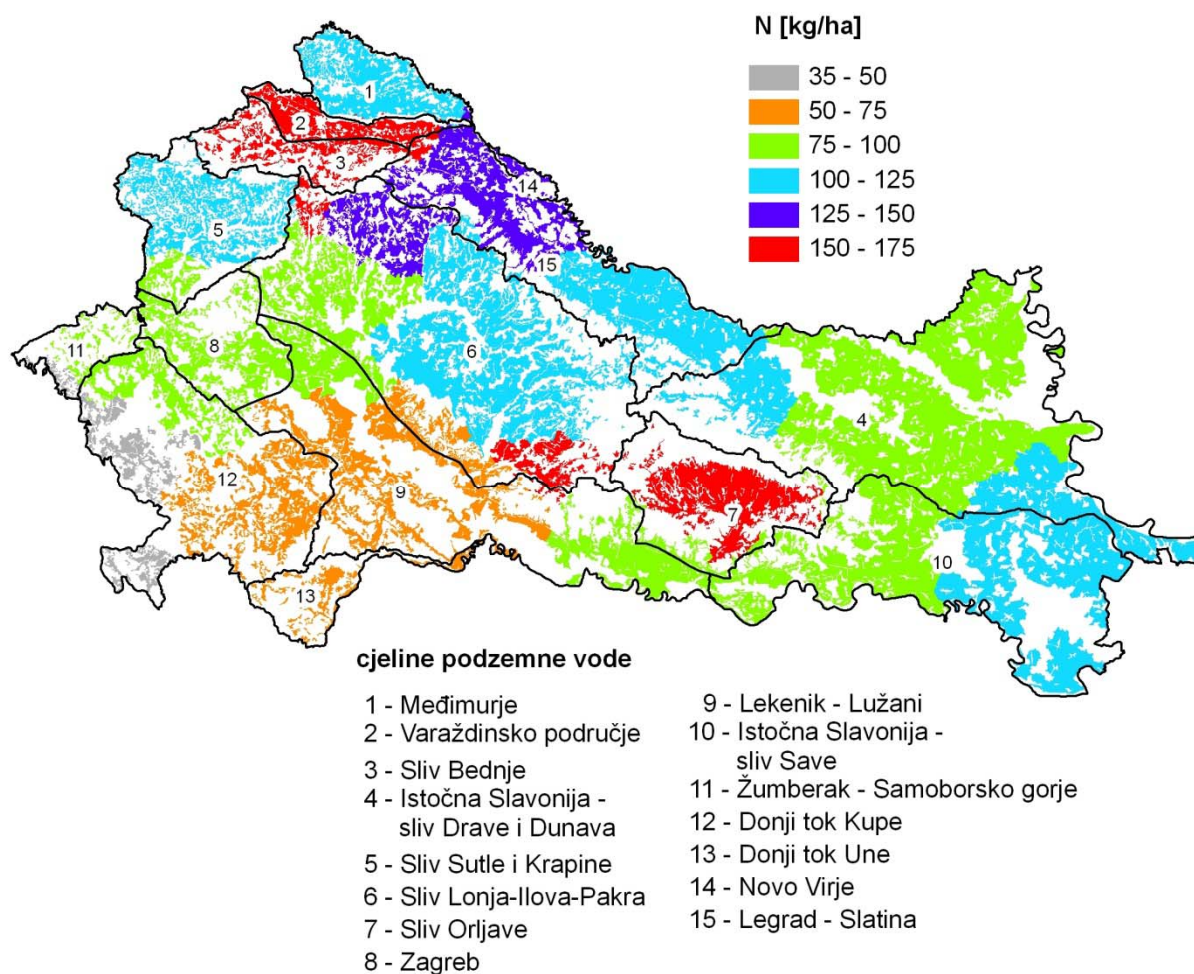 N [kg/ha]
35 - 50
50 - 75
75 - 100
100 - 125
125 - 150
150 - 175
1
2
3
14
5
15
6
8
11
4
12
9
7
10
13
cjeline podzemne vode
1 - Međimurje
2 - Varaždinsko područje
3 - Sliv Bednje
4 - Istočna Slavonija -
sliv Drave i Dunava
5 - Sliv Sutle i Krapine
6 - Sliv Lonja-Ilova-Pakra
7 - Sliv Orljave
8 - Zagreb
9 - Lekenik - Lužani
10 - Istočna Slavonija -
sliv Save
11 - Žumberak - Samoborsko gorje
12 - Donji tok Kupe
13 - Donji tok Une
14 - Novo Virje
15 - Legrad - Slatina